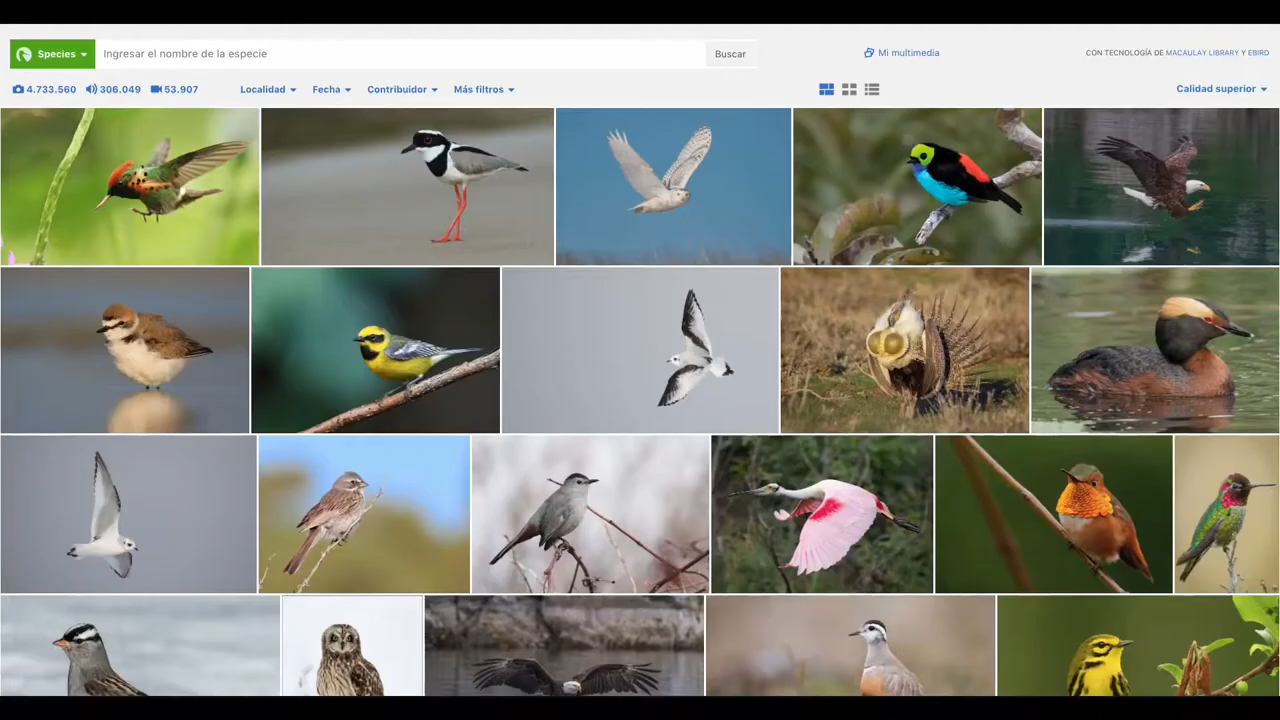 Species
Ingresar el nombre de la especie
Buscar
Mi multimedia
CON TECNOLOGÍA DE MACAULAY LIBRARY Y EBIRD
4.733.560 306.049 53.907
Localidad Fecha Contribuidor Más filtros
Calidad superior